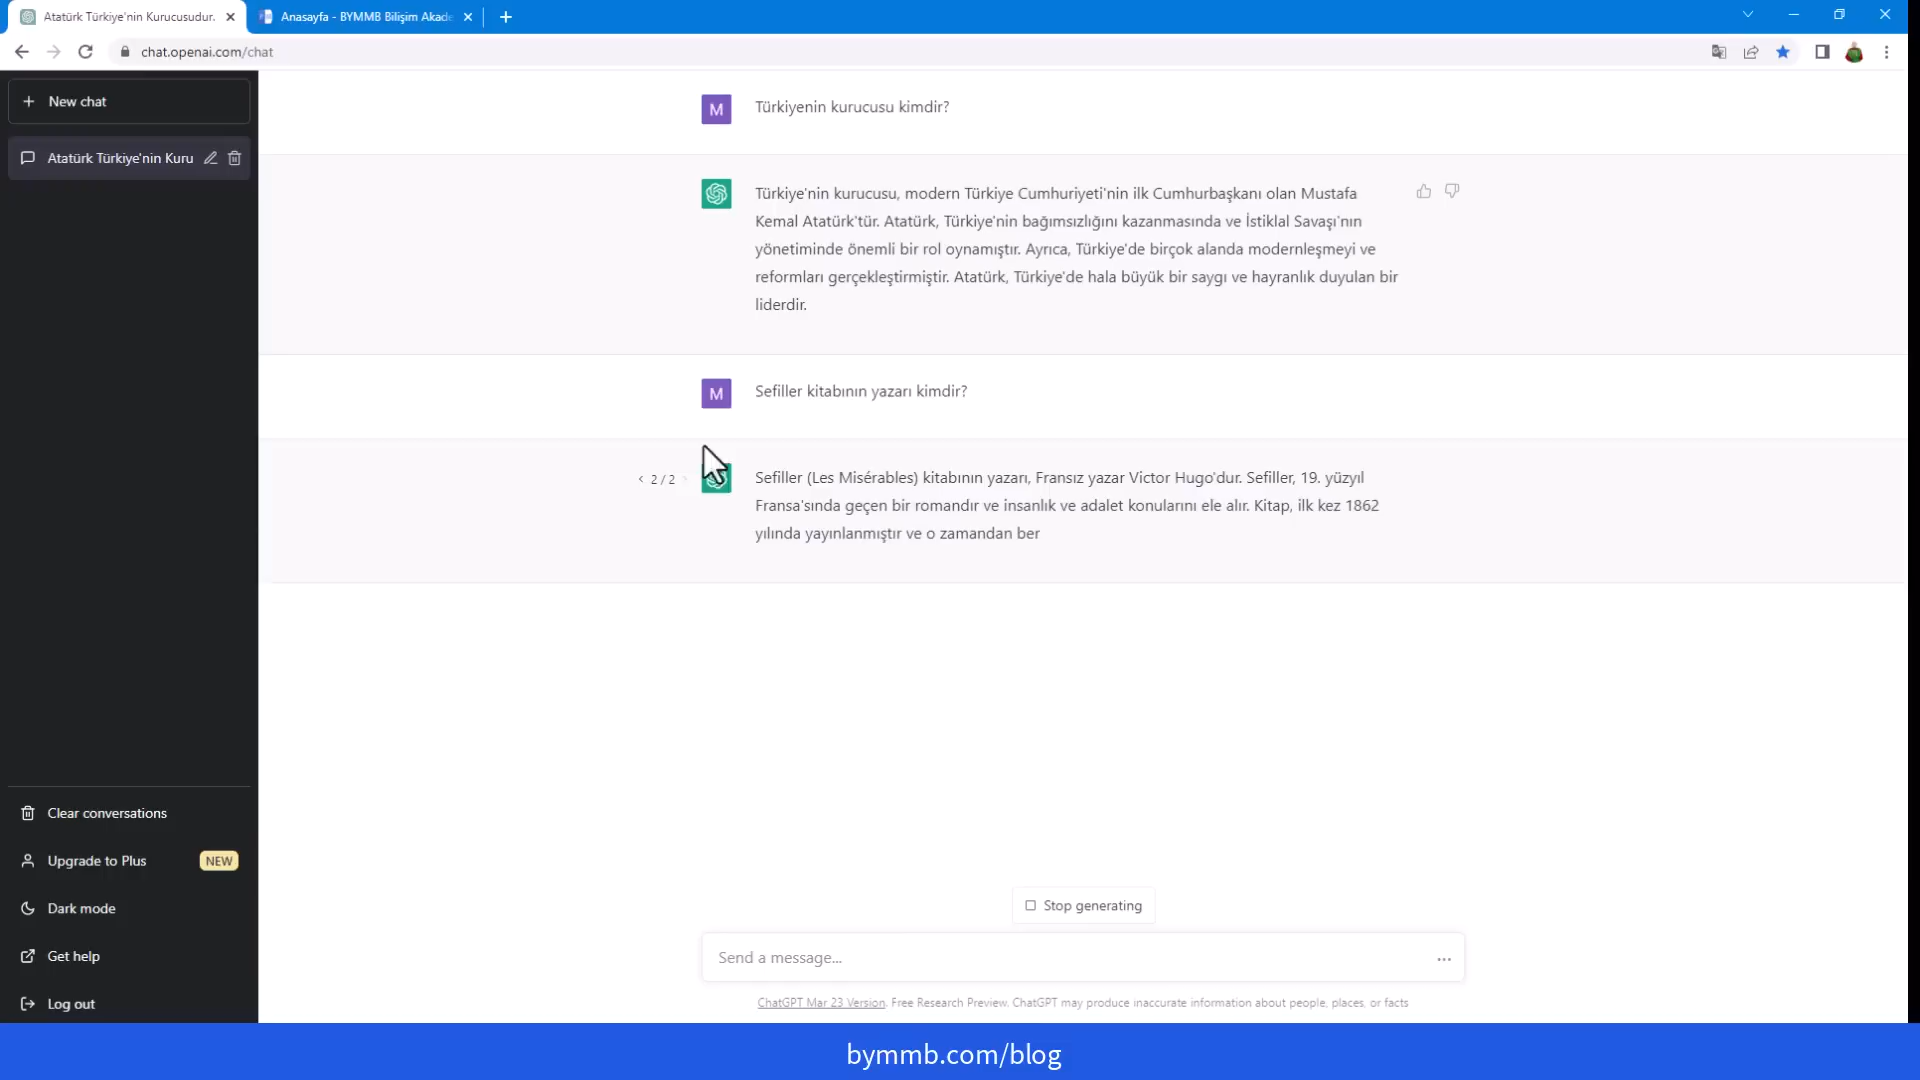 Atatürk Türkiye'nin Kurucusudur.
Anasayfa - BYMMB Bilişim Akade
chat.openai.com/chat
New chat
Atatürk Türkiye'nin Kuru
M
Türkiyenin kurucusu kimdir?
Türkiye'nin kurucusu, modern Türkiye Cumhuriyeti'nin ilk Cumhurbaşkanı olan Mustafa
Kemal Atatürk'tür. Atatürk, Türkiye'nin bağımsızlığını kazanmasında ve İstiklal Savaşı'nın
yönetiminde önemli bir rol oynamıştır. Ayrıca, Türkiye'de birçok alanda modernleşmeyi ve
reformları gerçekleştirmiştir. Atatürk, Türkiye'de hala büyük bir saygı ve hayranlık duyulan bir
liderdir.
M
Sefiller kitabının yazarı kimdir?
< 2 / 2
Sefiller (Les Misérables) kitabının yazarı, Fransız yazar Victor Hugo'dur. Sefiller, 19. yüzyıl
Fransa'sında geçen bir romandır ve insanlık ve adalet konularını ele alır. Kitap, ilk kez 1862
yılında yayınlanmıştır ve o zamandan ber
Clear conversations
Upgrade to Plus NEW
Dark mode
Get help
Log out
Stop generating
Send a message...
ChatGPT Mar 23 Version. Free Research Preview. ChatGPT may produce inaccurate information about people, places, or facts
bymmb.com/blog